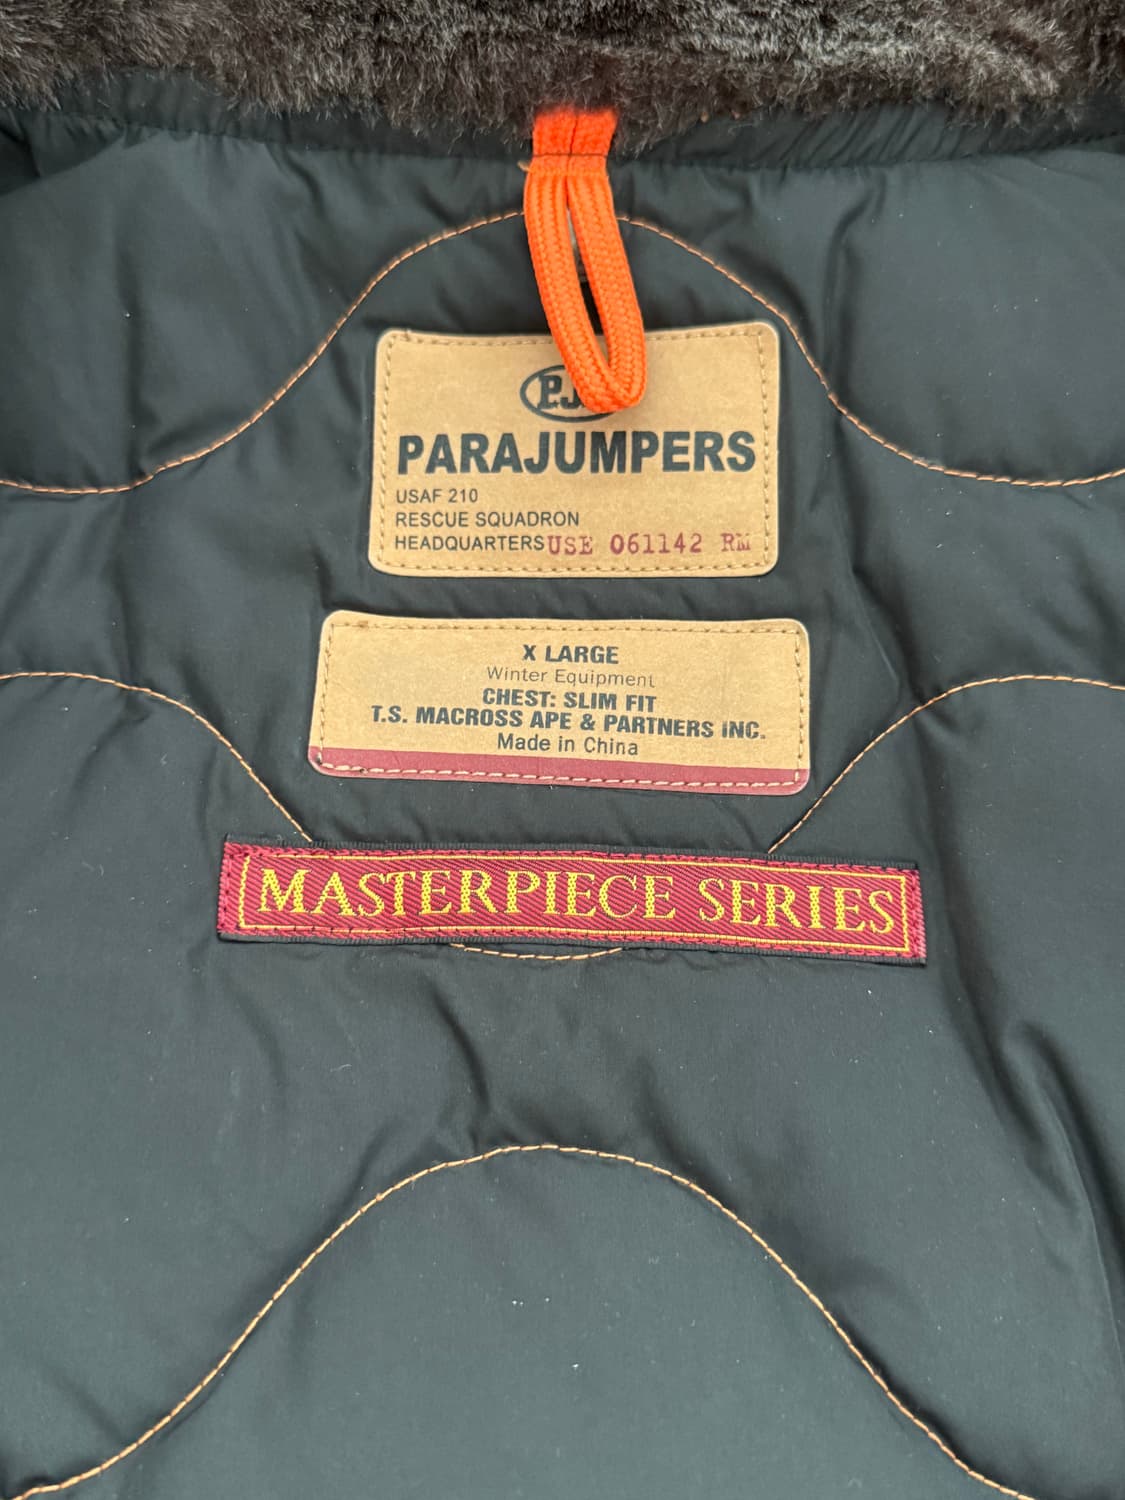 PARAJUMPERS
USAF 210
RESCUE SQUADRON
HEADQUARTERS USE 061142 RM
X LARGE
Winter Equipment
CHEST: SLIM FIT
T.S. MACROSS APE & PARTNERS INC.
Made in China
MASTERPIECE SERIES